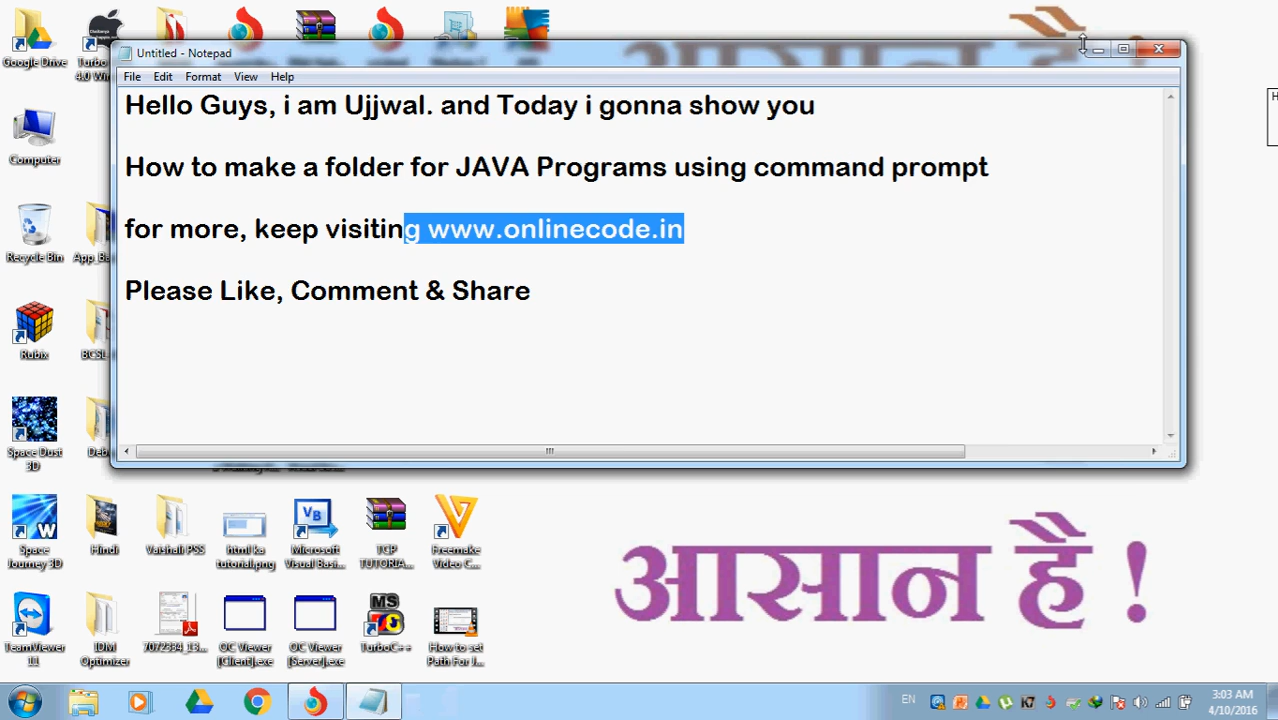 Google Drive
Untitled - Notepad
File Edit Format View Help
Hello Guys, i am Ujjwal. and Today i gonna show you
How to make a folder for JAVA Programs using command prompt
for more, keep visiting www.onlinecode.in
Please Like, Comment & Share
Computer
Recycle Bin
Rubix
Space Dust
3D
Space
Journey 3D
Hindi
Vaishali PSS
html ka
tutorial.png
Microsoft
Visual Basi...
TCP
TUTORIA...
Freemake
Video C...
आसान है !
TeamViewer
11
IDM
Optimizer
7072334_13...
OC Viewer
[Client].exe
OC Viewer
[Server].exe
TurboC++
How to set
Path For J...
EN
3:03 AM
4/10/2016